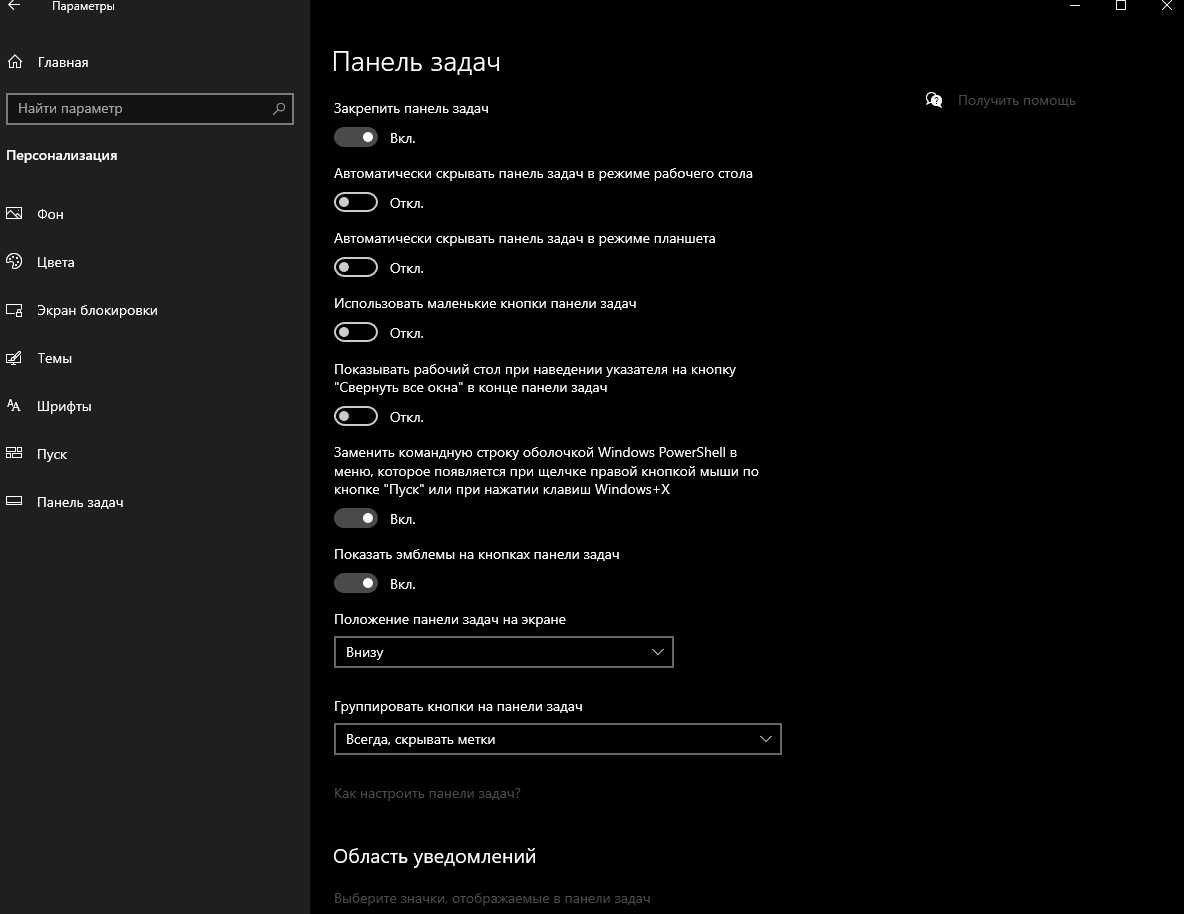 Параметры
Главная
Найти параметр
Персонализация
Фон
Цвета
Экран блокировки
Темы
Шрифты
Пуск
Панель задач
Панель задач
Закрепить панель задач
Вкл.
Автоматически скрывать панель задач в режиме рабочего стола
Откл.
Автоматически скрывать панель задач в режиме планшета
Откл.
Использовать маленькие кнопки панели задач
Откл.
Показывать рабочий стол при наведении указателя на кнопку
"Свернуть все окна" в конце панели задач
Откл.
Заменить командную строку оболочкой Windows PowerShell в
меню, которое появляется при щелчке правой кнопкой мыши по
кнопке "Пуск" или при нажатии клавиш Windows+X
Вкл.
Показать эмблемы на кнопках панели задач
Вкл.
Положение панели задач на экране
Внизу
Группировать кнопки на панели задач
Всегда, скрывать метки
Как настроить панели задач?
Область уведомлений
Выберите значки, отображаемые в панели задач
Получить помощь